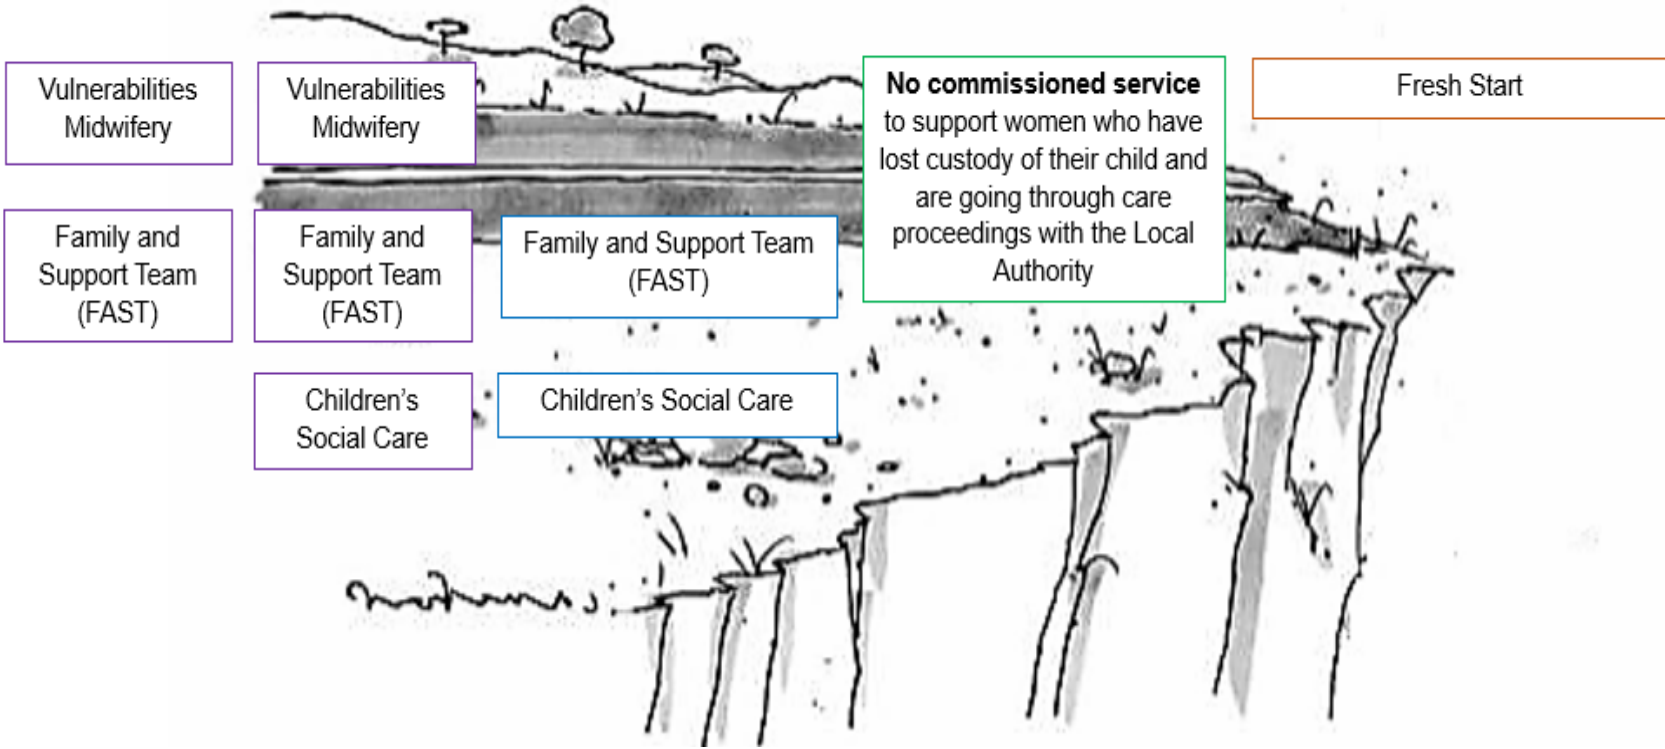 Vulnerabilities
Midwifery
Vulnerabilities
Midwifery
No commissioned service
to support women who have
lost custody of their child and
are going through care
proceedings with the Local
Authority
Fresh Start
Family and
Support Team
(FAST)
Family and
Support Team
(FAST)
Family and Support Team
(FAST)
Children's
Social Care
Children's Social Care